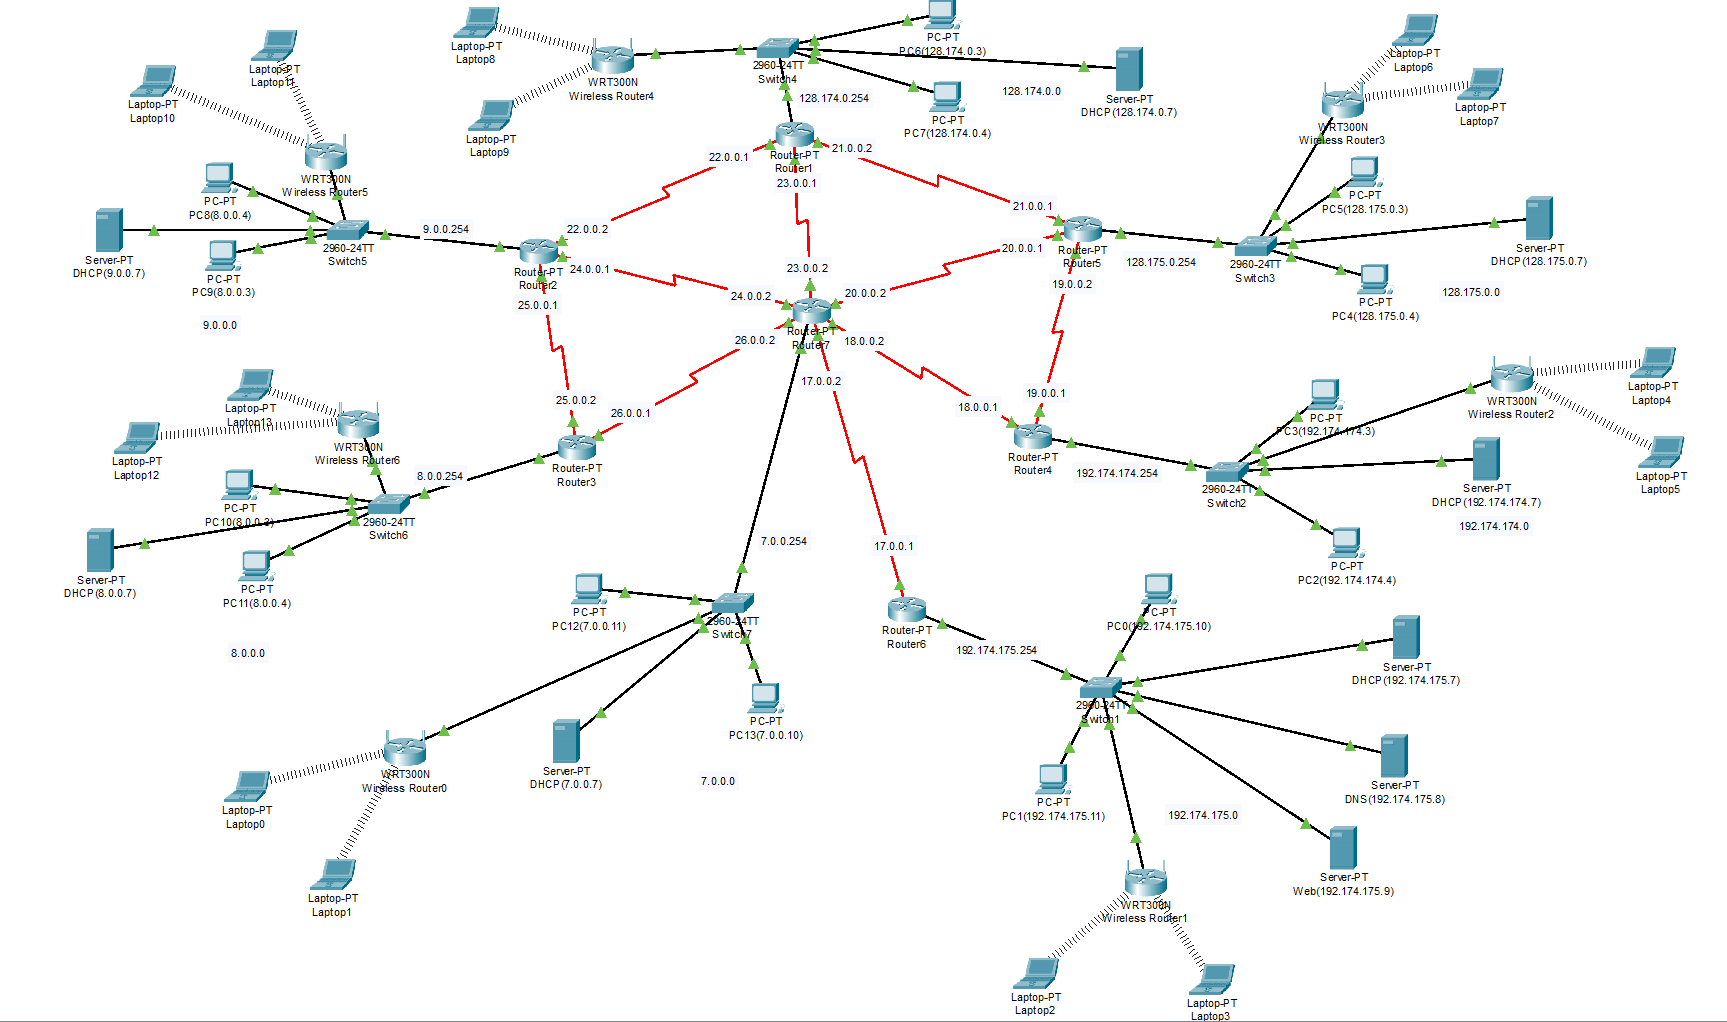 Laptop-PT
Laptop8
Laptop-PT
Laptop-PT
Laptop10
WRT300N
Wireless Router4
Laptop-PT
Laptop9
2960-24TT
Switch4
PC-PT
PC6(128.174.0.3)
PC-PT
PC7(128.174.0.4)
128.174.0.0
Server-PT
DHCP(128.174.0.7)
128.174.0.254
Laptop-PT
Laptop6
Laptop-PT
Laptop7
WRT300N
Wireless Router3
WRT300N
Wireless Router5
PC-PT
PC8(8.0.0.4)
Server-PT
DHCP(9.0.0.7)
PC-PT
PC9(8.0.0.3)
9.0.0.0
2960-24TT
Switch5
9.0.0.254
Router-PT
Router1
22.0.0.1
21.0.0.2
23.0.0.1
22.0.0.2
24.0.0.1
Router-PT
Router2
25.0.0.1
23.0.0.2
24.0.0.2
20.0.0.2
21.0.0.1
20.0.0.1
Router-PT
Router5
19.0.0.2
128.175.0.254
PC-PT
PC5(128.175.0.3)
2960-24TT
Switch3
Server-PT
DHCP(128.175.0.7)
PC-PT
PC4(128.175.0.4)
128.175.0.0
Router-PT
Router7
26.0.0.2
18.0.0.2
17.0.0.2
Laptop-PT
Laptop13
Laptop-PT
Laptop12
WRT300N
Wireless Router6
PC-PT
PC10(8.0.0.3)
2960-24TT
Switch6
Server-PT
DHCP(8.0.0.7)
PC-PT
PC11(8.0.0.4)
8.0.0.0
8.0.0.254
25.0.0.2
26.0.0.1
Router-PT
Router3
18.0.0.1
19.0.0.1
Router-PT
Router4
192.174.174.254
2960-24TT
Switch2
PC-PT
PC3(192.174.174.3)
WRT300N
Wireless Router2
Laptop-PT
Laptop4
Laptop-PT
Laptop5
Server-PT
DHCP(192.174.174.7)
192.174.174.0
PC-PT
PC2(192.174.174.4)
7.0.0.254
17.0.0.1
PC-PT
PC12(7.0.0.11)
2960-24TT
Switch7
Router-PT
Router6
192.174.175.254
PC-PT
PC0(192.174.175.10)
Server-PT
DHCP(192.174.175.7)
2960-24TT
Switch1
PC-PT
PC13(7.0.0.10)
7.0.0.0
Server-PT
DHCP(7.0.0.7)
WRT300N
Wireless Router0
Laptop-PT
Laptop0
Laptop-PT
Laptop1
PC-PT
PC1(192.174.175.11)
192.174.175.0
Server-PT
DNS(192.174.175.8)
Server-PT
Web(192.174.175.9)
WRT300N
Wireless Router1
Laptop-PT
Laptop2
Laptop-PT
Laptop3